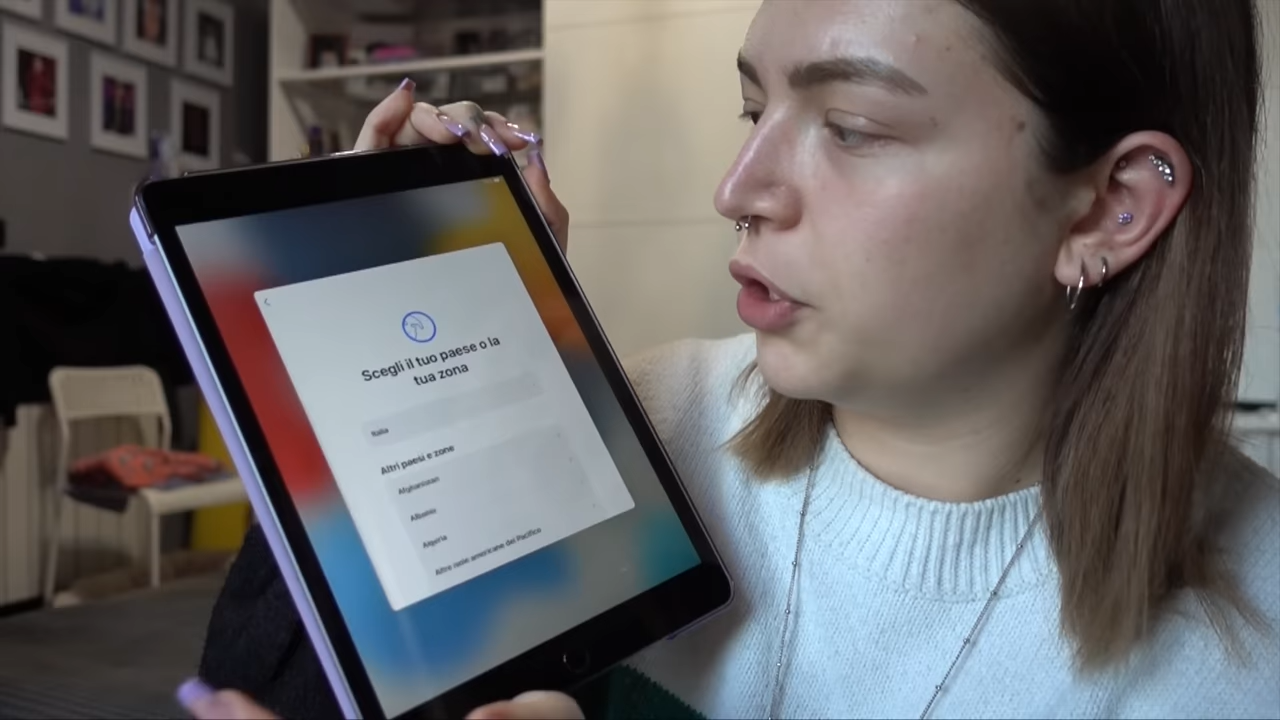 Scegli il tuo paese o la
tua zona
Italia
Altri paesi e zone
Afghanistan
Albania
Algeria
Altre isole americane del Pacifico